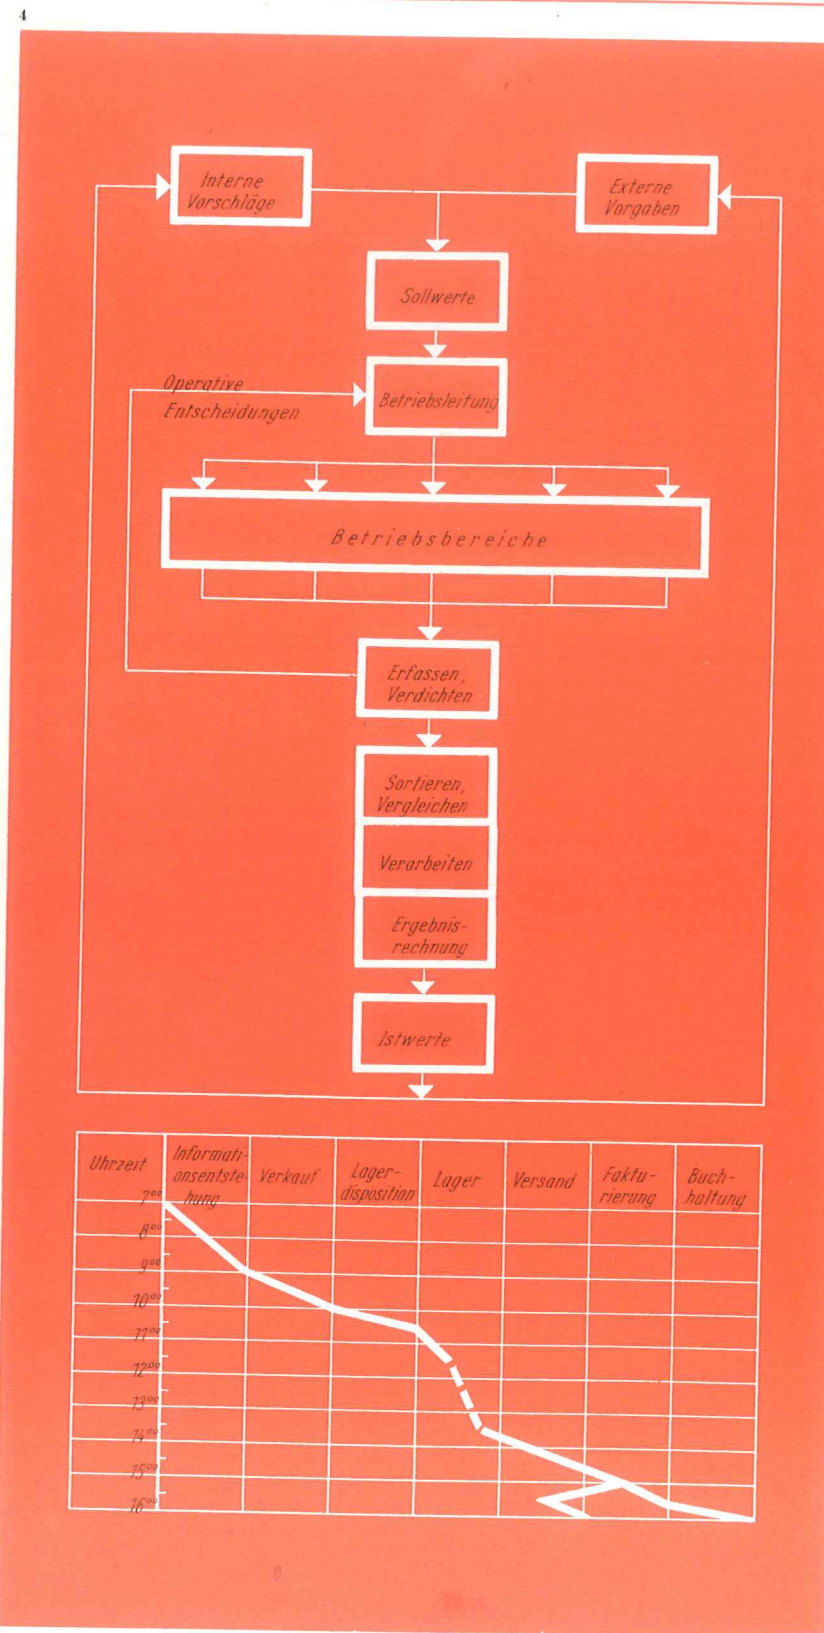 4
Interne
Vorschläge
Externe
Vorgaben
Sollwerte
Operative
Entscheidungen
Betriebsleitung
Betriebsbereiche
Erfassen,
Verdichten
Sortieren,
Vergleichen
Verarbeiten
Ergebnis-
rechnung
Istwerte
Uhrzeit
Informati-
onsentste-
hung
Verkauf
Lager-
disposition
Lager
Versand
Faktu-
rierung
Buch-
haltung
7⁰⁰
8⁰⁰
9⁰⁰
10⁰⁰
11⁰⁰
12⁰⁰
13⁰⁰
14⁰⁰
15⁰⁰
16⁰⁰